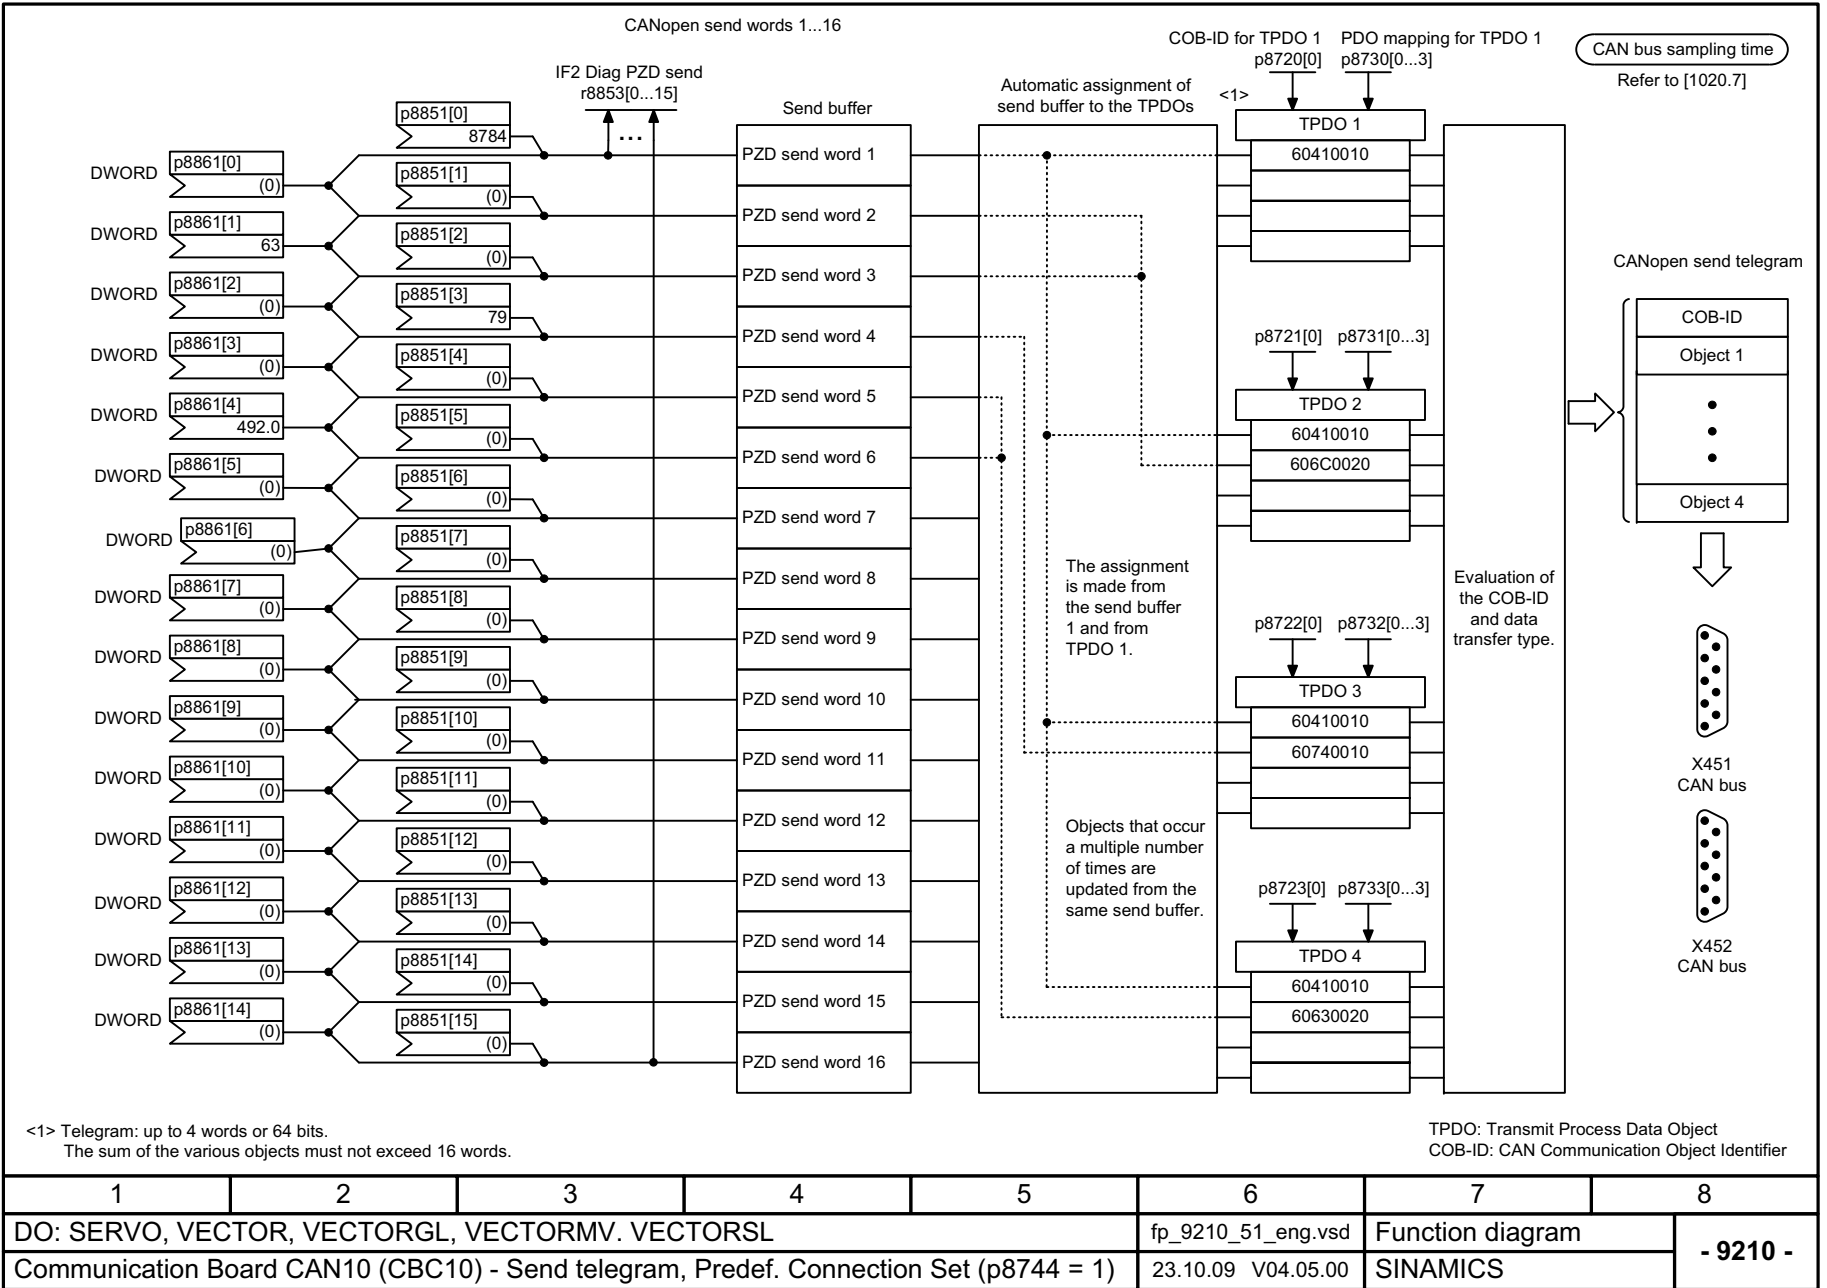 CANopen send words 1...16
COB-ID for TPDO 1
p8720[0]
PDO mapping for TPDO 1
p8730[0...3]
CAN bus sampling time
Refer to [1020.7]
IF2 Diag PZD send
r8853[0...15]
...
Send buffer
Automatic assignment of
send buffer to the TPDOs
<1>
DWORD
p8861[0]
(0)
DWORD
p8861[1]
63
DWORD
p8861[2]
(0)
DWORD
p8861[3]
(0)
DWORD
p8861[4]
492.0
DWORD
p8861[5]
(0)
DWORD
p8861[6]
(0)
DWORD
p8861[7]
(0)
DWORD
p8861[8]
(0)
DWORD
p8861[9]
(0)
DWORD
p8861[10]
(0)
DWORD
p8861[11]
(0)
DWORD
p8861[12]
(0)
DWORD
p8861[13]
(0)
DWORD
p8861[14]
(0)
p8851[0]
8784
p8851[1]
(0)
p8851[2]
(0)
p8851[3]
79
p8851[4]
(0)
p8851[5]
(0)
p8851[6]
(0)
p8851[7]
(0)
p8851[8]
(0)
p8851[9]
(0)
p8851[10]
(0)
p8851[11]
(0)
p8851[12]
(0)
p8851[13]
(0)
p8851[14]
(0)
p8851[15]
(0)
PZD send word 1
PZD send word 2
PZD send word 3
PZD send word 4
PZD send word 5
PZD send word 6
PZD send word 7
PZD send word 8
PZD send word 9
PZD send word 10
PZD send word 11
PZD send word 12
PZD send word 13
PZD send word 14
PZD send word 15
PZD send word 16
The assignment
is made from
the send buffer
1 and from
TPDO 1.
Objects that occur
a multiple number
of times are
updated from the
same send buffer.
TPDO 1
60410010
p8721[0]
p8731[0...3]
TPDO 2
60410010
606C0020
p8722[0]
p8732[0...3]
TPDO 3
60410010
60740010
p8723[0]
p8733[0...3]
TPDO 4
60410010
60630020
Evaluation of
the COB-ID
and data
transfer type.
CANopen send telegram
COB-ID
Object 1
Object 4
X451
CAN bus
X452
CAN bus
<1> Telegram: up to 4 words or 64 bits.
The sum of the various objects must not exceed 16 words.
TPDO: Transmit Process Data Object
COB-ID: CAN Communication Object Identifier
1 2 3 4 5 6 7 8
DO: SERVO, VECTOR, VECTORGL, VECTORMV. VECTORSL
fp_9210_51_eng.vsd
Function diagram
- 9210 -
Communication Board CAN10 (CBC10) - Send telegram, Predef. Connection Set (p8744 = 1)
23.10.09 V04.05.00
SINAMICS